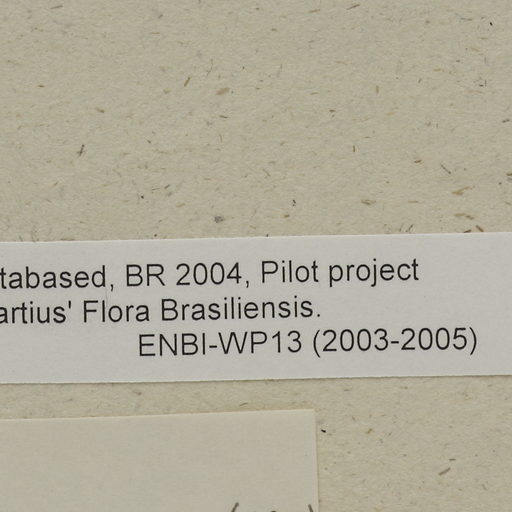 tabased, BR 2004, Pilot project
artius' Flora Brasiliensis.
ENBI-WP13 (2003-2005)